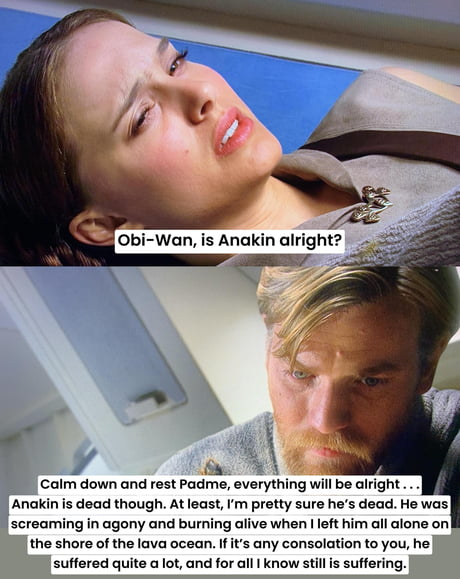 Obi-Wan, is Anakin alright?
Calm down and rest Padme, everything will be alright . . .
Anakin is dead though. At least, I'm pretty sure he's dead. He was
screaming in agony and burning alive when I left him all alone on
the shore of the lava ocean. If it's any consolation to you, he
suffered quite a lot, and for all I know still is suffering.